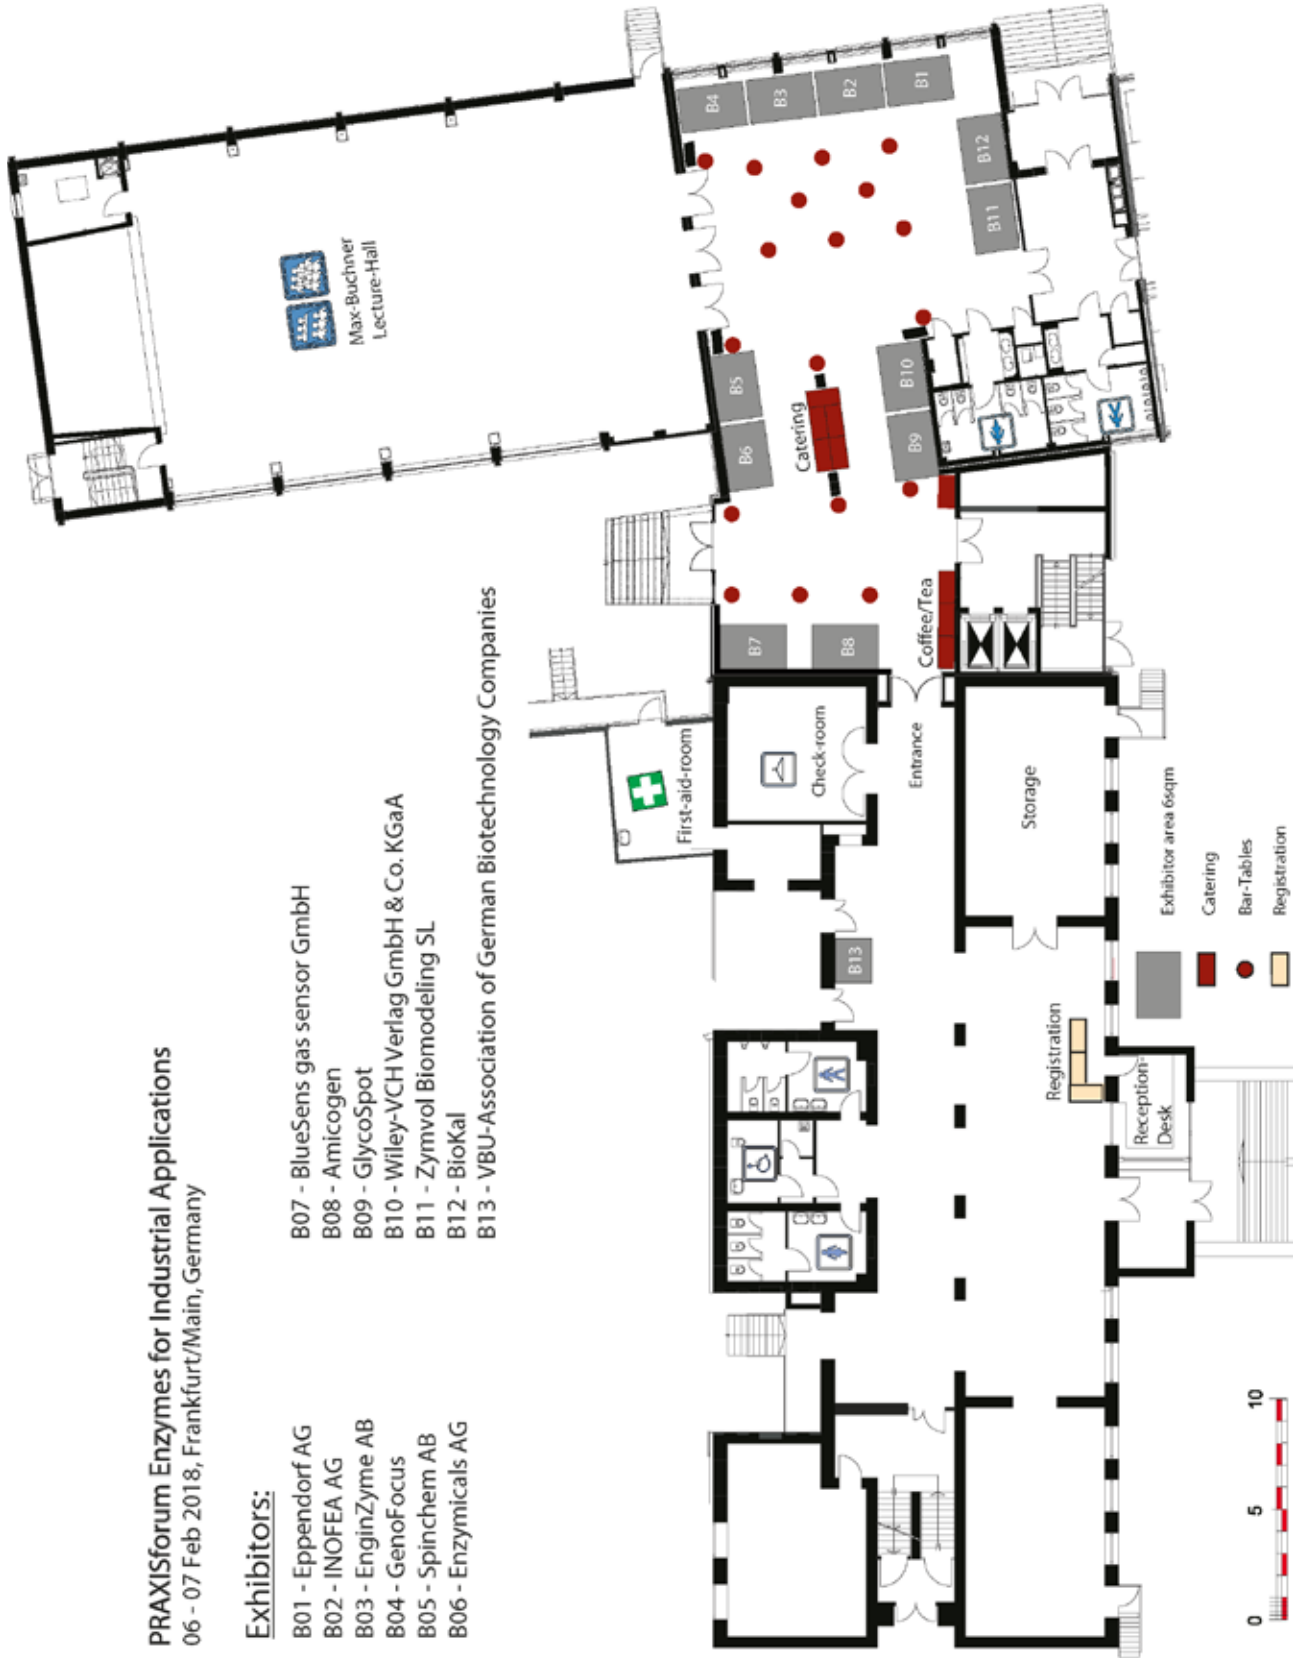 PRAXISforum Enzymes for Industrial Applications
06 - 07 Feb 2018, Frankfurt/Main, Germany
Exhibitors:
B01 - Eppendorf AG
B02 - INOFEA AG
B03 - EnginZyme AB
B04 - GenoFocus
B05 - Spinchem AB
B06 - Enzymicals AG
B07 - BlueSens gas sensor GmbH
B08 - Amicogen
B09 - GlycoSpot
B10 - Wiley-VCH Verlag GmbH & Co. KGaA
B11 - Zymvol Biomodeling SL
B12 - BioKal
B13 - VBU-Association of German Biotechnology Companies
Max-Buchner
Lecture-Hall
B4
B3
B2
B1
B12
B11
B5
B6
Catering
B10
B9
B7
B8
Coffee/Tea
First-aid-room
Check-room
Entrance
Storage
B13
Registration
Reception-
Desk
Exhibitor area 6sqm
Catering
Bar-Tables
Registration
0
5
10